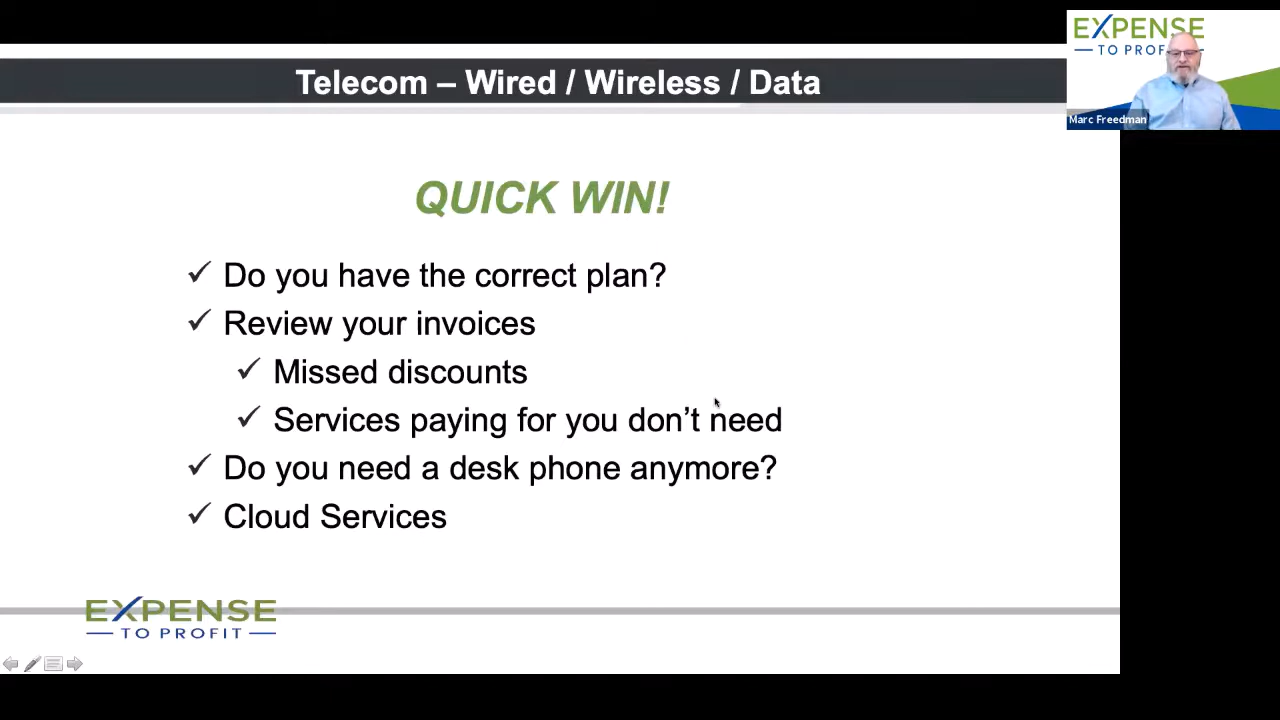 Telecom – Wired / Wireless / Data
EXPENSE
TO PROF
Marc Freedman
QUICK WIN!
Do you have the correct plan?
Review your invoices
Missed discounts
Services paying for you don’t need
Do you need a desk phone anymore?
Cloud Services
EXPENSE
TO PROFIT